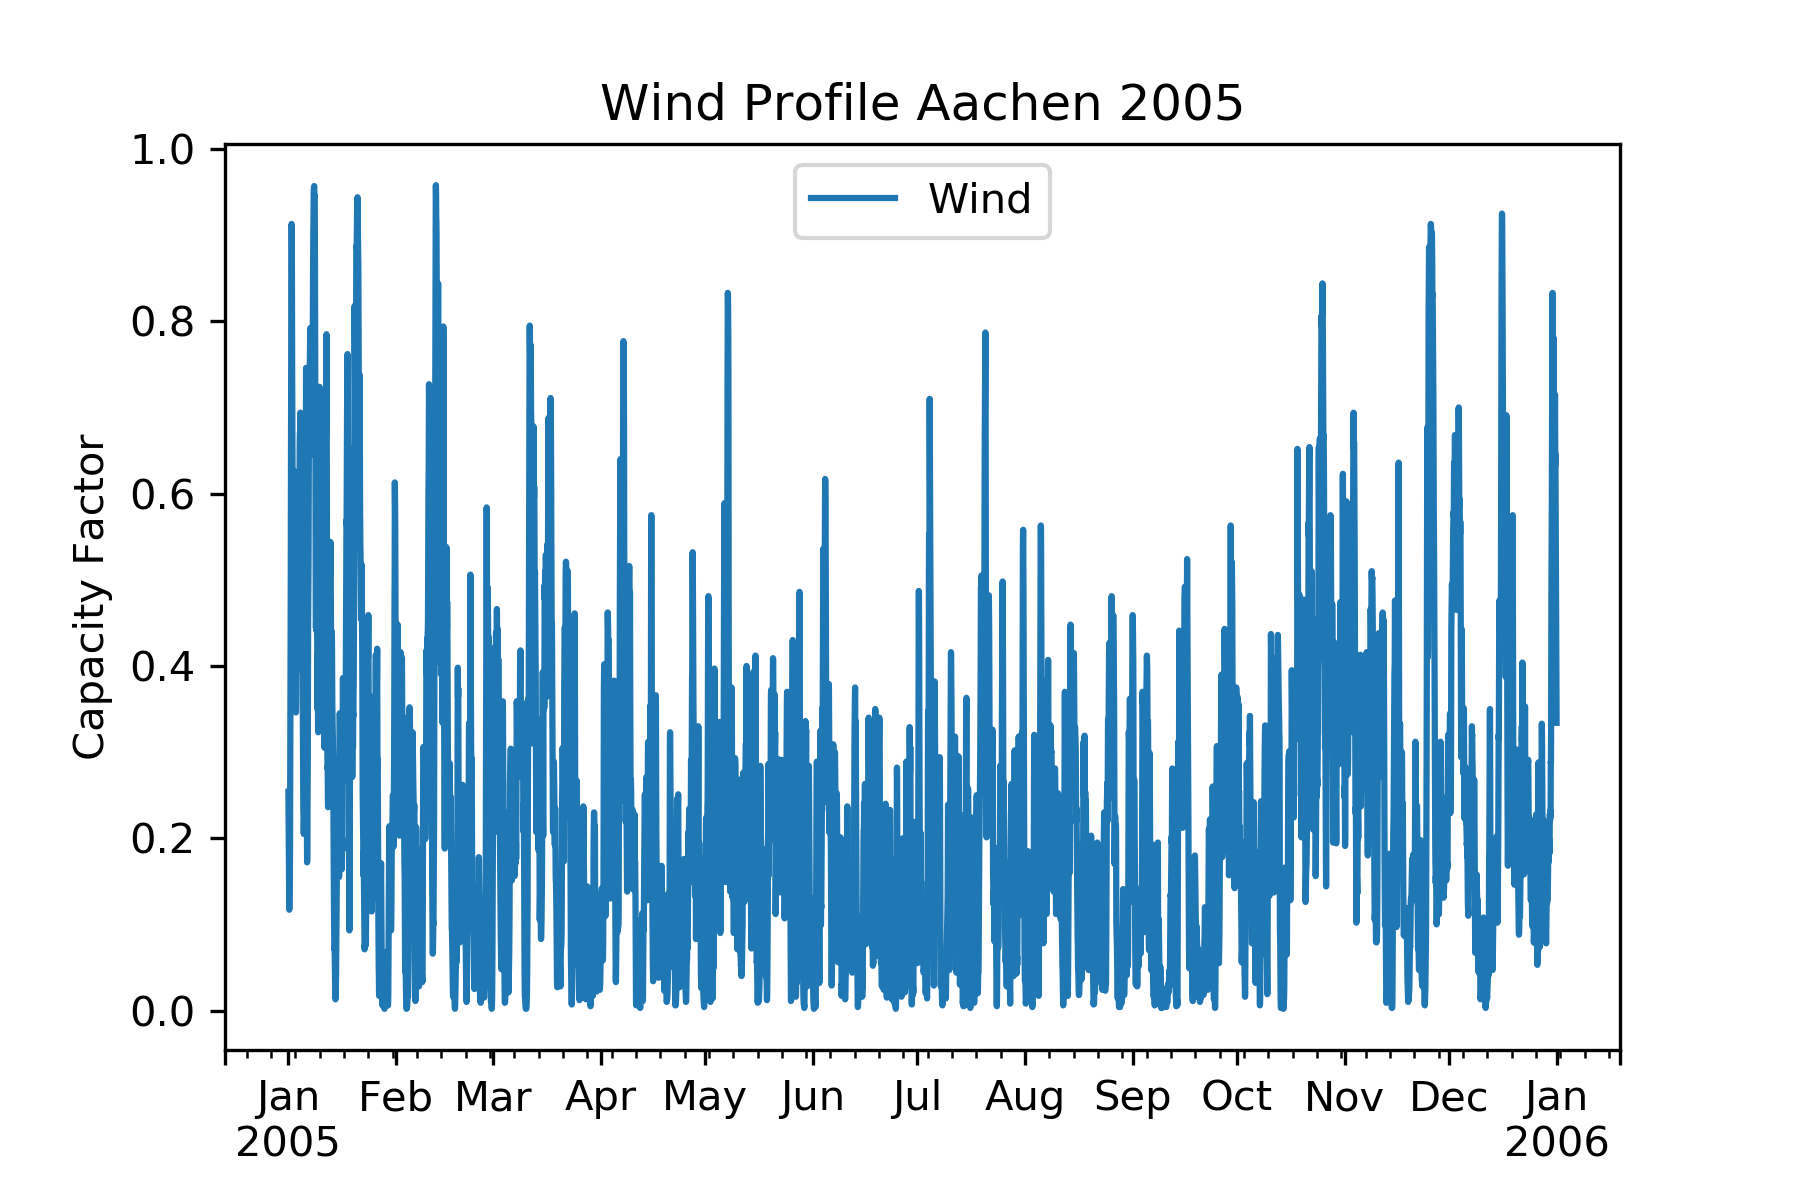 Wind Profile Aachen 2005
Wind
Capacity Factor
1.0
0.8
0.6
0.4
0.2
0.0
Jan Feb Mar Apr May Jun Jul Aug Sep Oct Nov Dec Jan
2005 2006